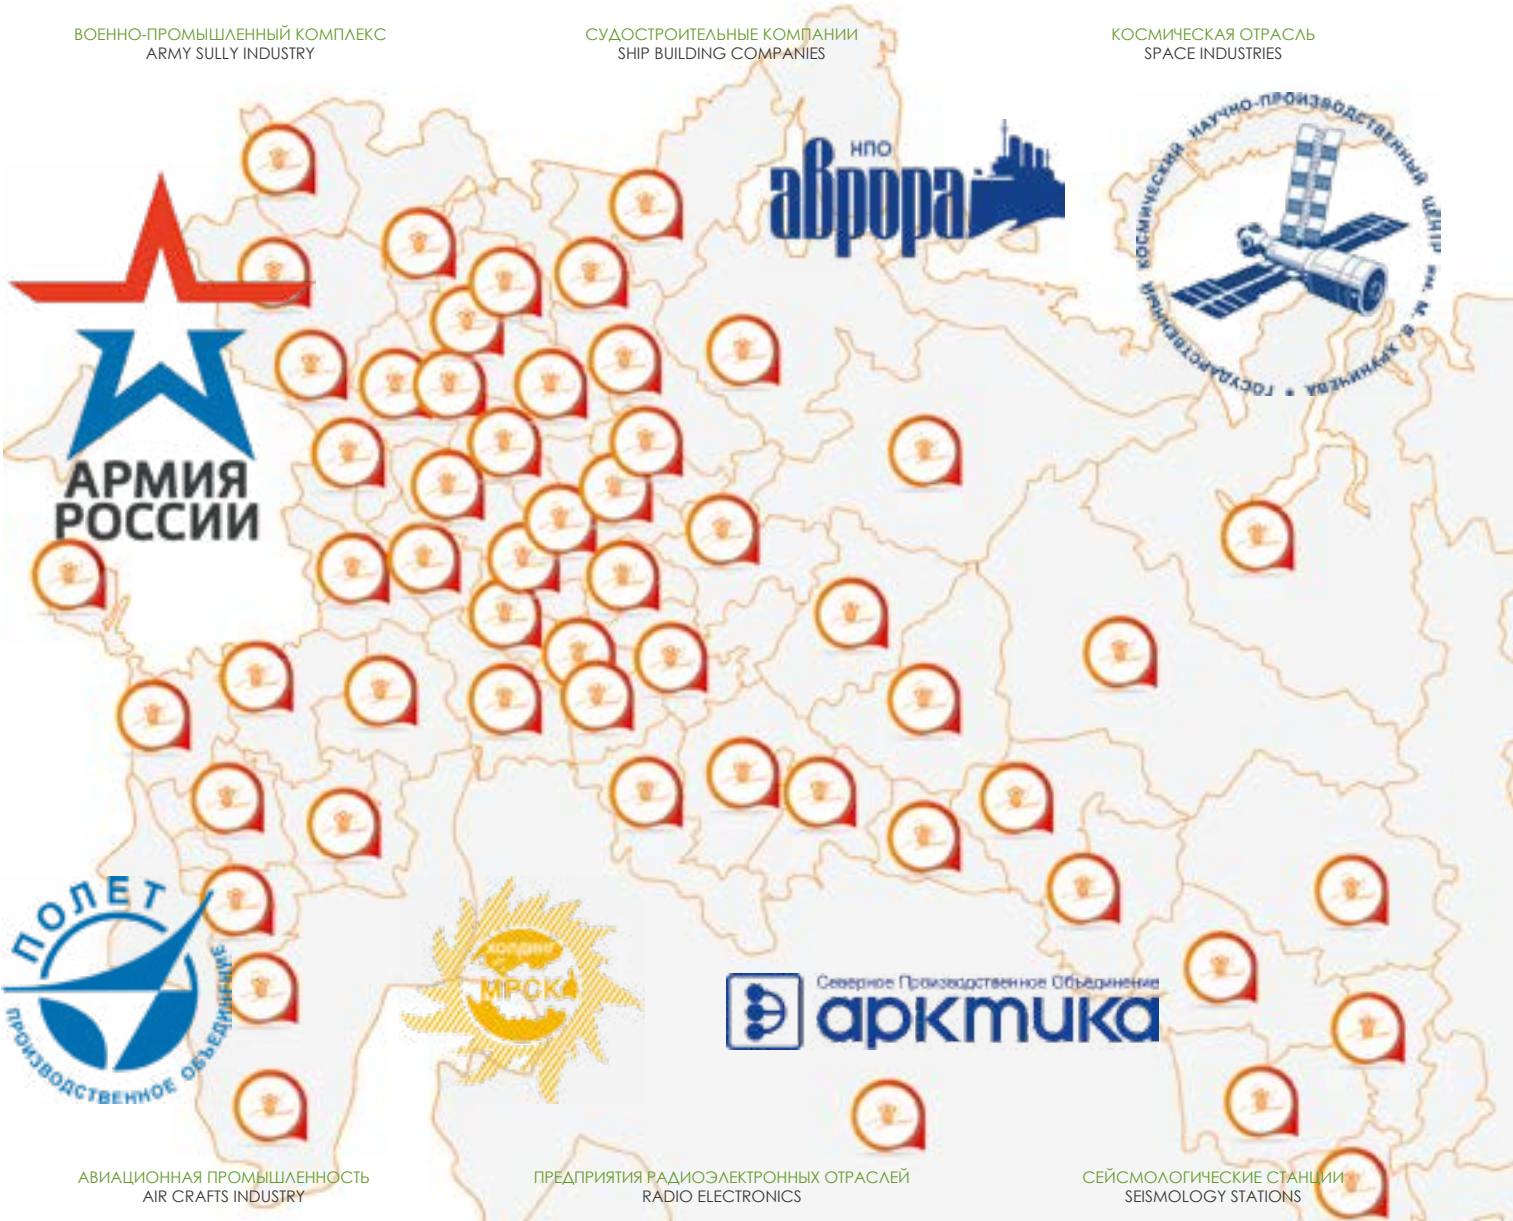 ВОЕННО-ПРОМЫШЛЕННЫЙ КОМПЛЕКС
ARMY SULLY INDUSTRY
СУДОСТРОИТЕЛЬНЫЕ КОМПАНИИ
SHIP BUILDING COMPANIES
КОСМИЧЕСКАЯ ОТРАСЛЬ
SPACE INDUSTRIES
НПО
аврора
ГОСУДАРСТВЕННЫЙ КОСМИЧЕСКИЙ НАУЧНО-ПРОИЗВОДСТВЕННЫЙ ЦЕНТР им. М. В. ХРУНИЧЕВА
АРМИЯ
РОССИИ
ПОЛЕТ
ПРОИЗВОДСТВЕННОЕ ОБЪЕДИНЕНИЕ
ХОЛДИНГ
МРСК
Северное Производственное Объединение
арктика
АВИАЦИОННАЯ ПРОМЫШЛЕННОСТЬ
AIR CRAFTS INDUSTRY
ПРЕДПРИЯТИЯ РАДИОЭЛЕКТРОННЫХ ОТРАСЛЕЙ
RADIO ELECTRONICS
СЕЙСМОЛОГИЧЕСКИЕ СТАНЦИИ
SEISMOLOGY STATIONS